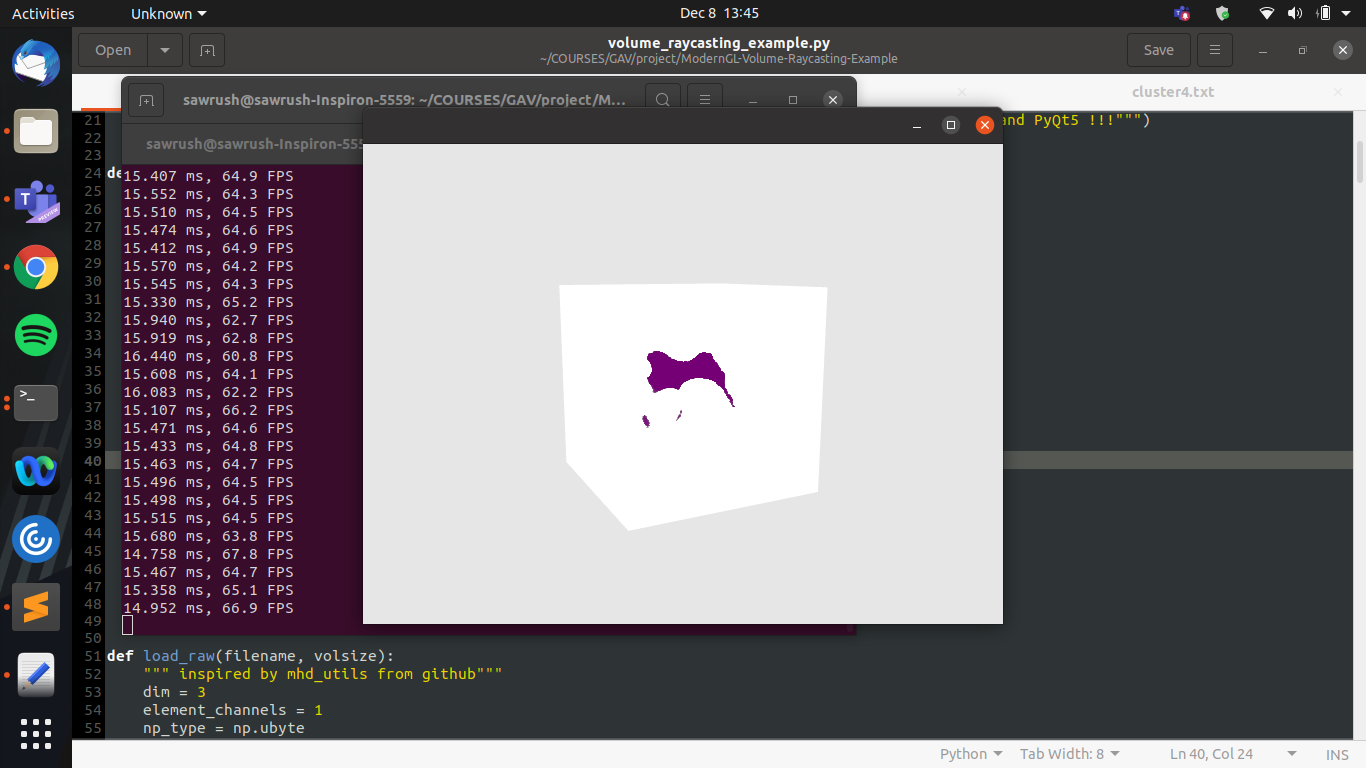 Activities
Unknown
Dec 8 13:45
Open
volume_raycasting_example.py
~/COURSES/GAV/project/ModernGL-Volume-Raycasting-Example
Save
sawrush@sawrush-Inspiron-5559: ~/COURSES/GAV/project/M...
cluster4.txt
sawrush@sawrush-Inspiron-555
21
and PyQt5 !!!""")
22
23
24 de
25
26
27
28
29
30
31
32
33
34
35
36
37
38
39
40
41
42
43
44
45
46
47
48
49
50
15.407 ms, 64.9 FPS
15.552 ms, 64.3 FPS
15.510 ms, 64.5 FPS
15.474 ms, 64.6 FPS
15.412 ms, 64.9 FPS
15.570 ms, 64.2 FPS
15.545 ms, 64.3 FPS
15.330 ms, 65.2 FPS
15.940 ms, 62.7 FPS
15.919 ms, 62.8 FPS
16.440 ms, 60.8 FPS
15.608 ms, 64.1 FPS
16.083 ms, 62.2 FPS
15.107 ms, 66.2 FPS
15.471 ms, 64.6 FPS
15.433 ms, 64.8 FPS
15.463 ms, 64.7 FPS
15.496 ms, 64.5 FPS
15.498 ms, 64.5 FPS
15.515 ms, 64.5 FPS
15.680 ms, 63.8 FPS
14.758 ms, 67.8 FPS
15.467 ms, 64.7 FPS
15.358 ms, 65.1 FPS
14.952 ms, 66.9 FPS
51 def load_raw(filename, volsize):
52 """ inspired by mhd_utils from github"""
53 dim = 3
54 element_channels = 1
55 np_type = np.ubyte
Python
Tab Width: 8
Ln 40, Col 24
INS
T
PREVIEW
>_